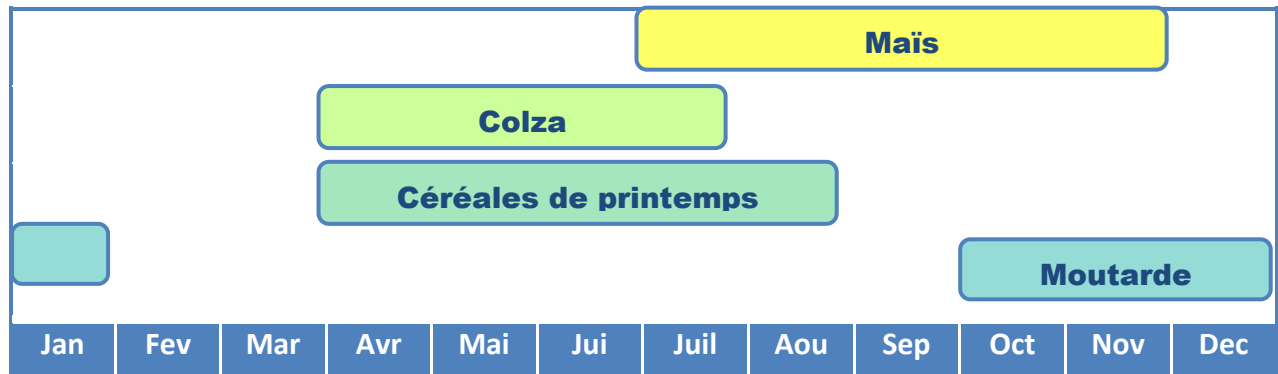 Maïs
Colza
Céréales de printemps
Moutarde
Jan Fev Mar Avr Mai Jui Juil Aou Sep Oct Nov Dec